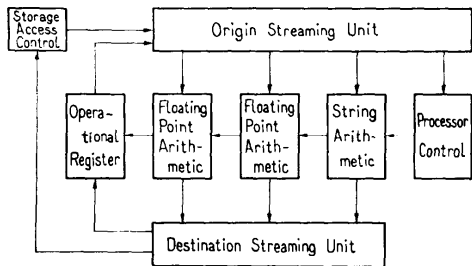 Storage
Access
Control
Origin Streaming Unit
Opera-
tional
Register
Floating
Point
Arith-
metic
Floating
Point
Arith-
metic
String
Arith-
metic
Processor
Control
Destination Streaming Unit